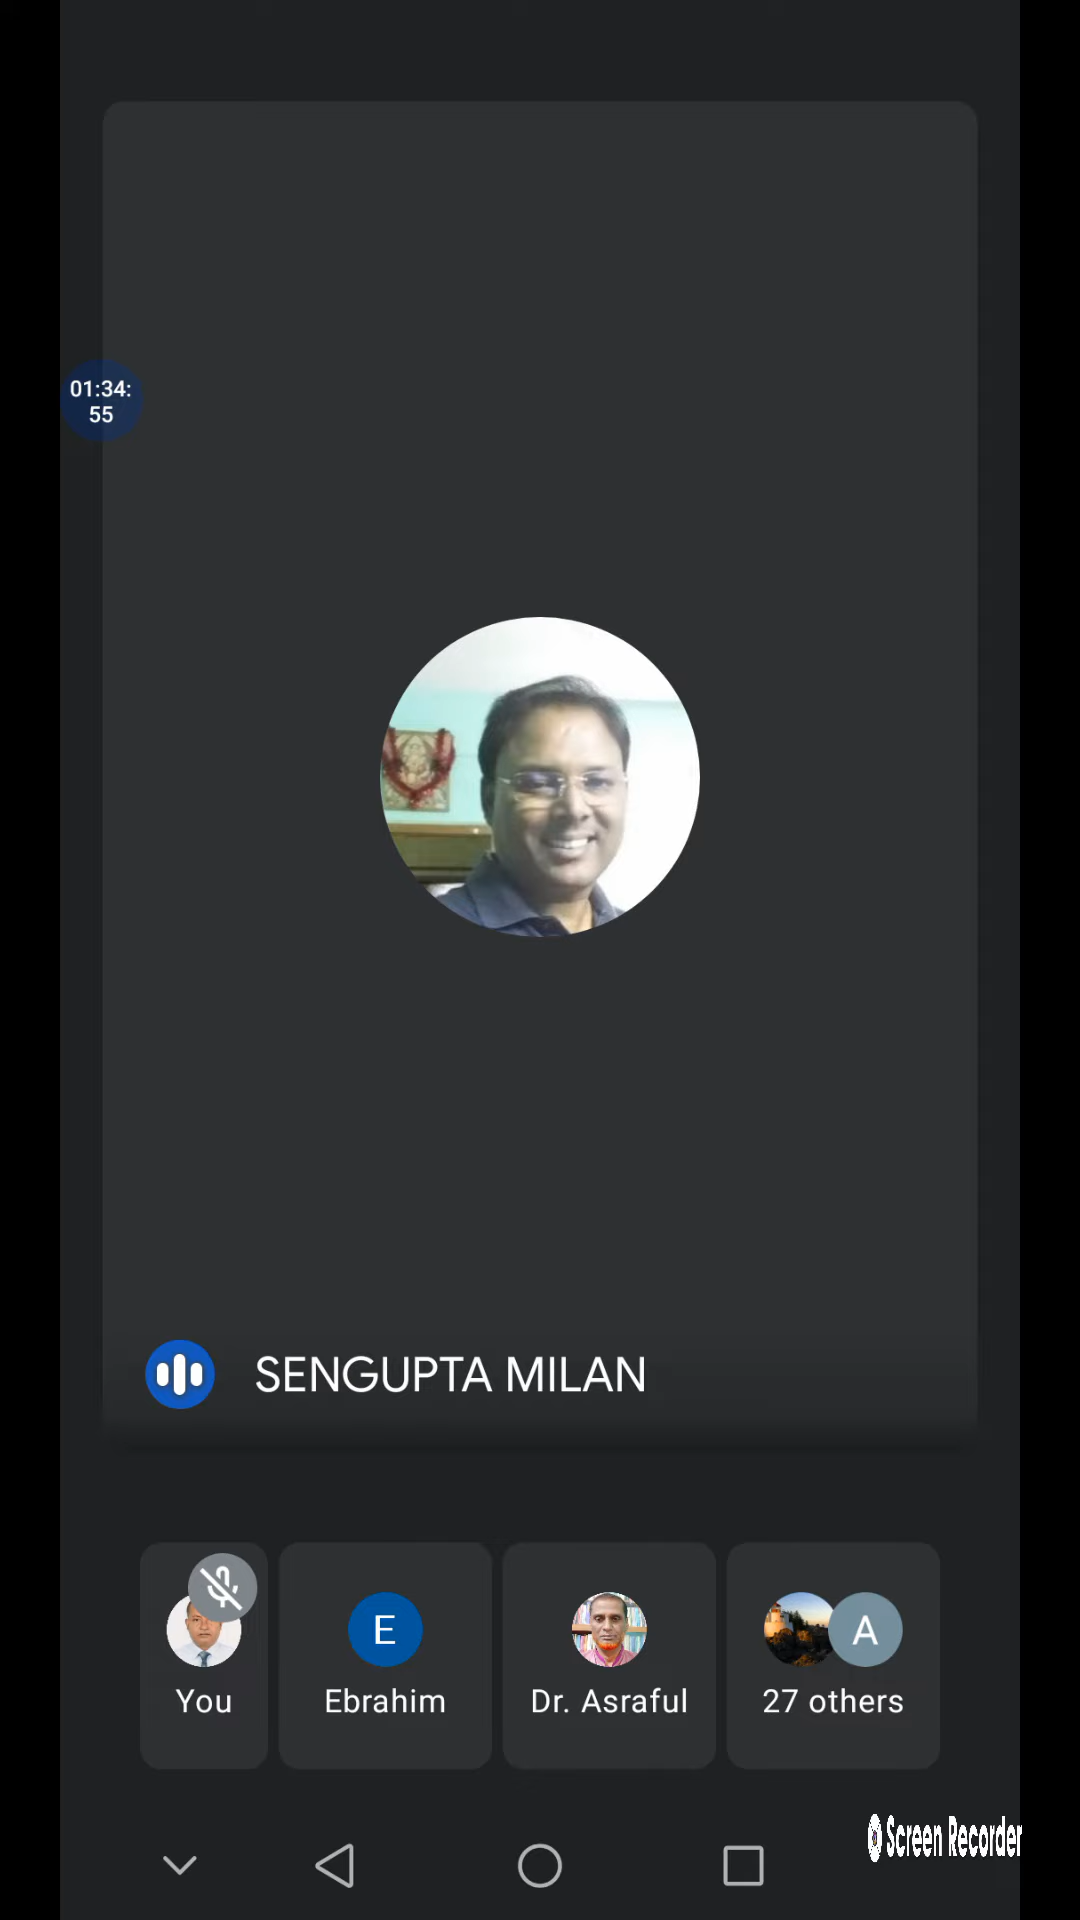 01:34:
55
SENGUPTA MILAN
E
A
You
Ebrahim
Dr. Asraful
27 others
Screen Recorder